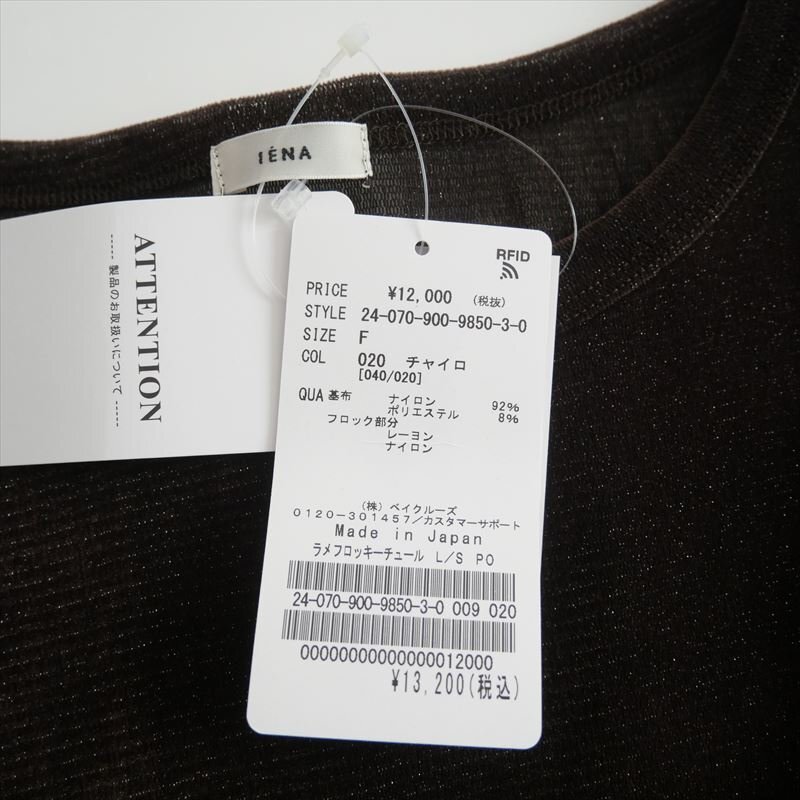 IÉNA
ATTENTION
----- 製品のお取扱いについて -----
RFID
PRICE ¥12,000 (税抜)
STYLE 24-070-900-9850-3-0
SIZE F
COL 020 チャイロ
[040/020]
QUA 基布 ナイロン 92%
ポリエステル 8%
フロック部分
レーヨン
ナイロン
(株) ベイクルーズ
0120-301457/カスタマーサポート
Made in Japan
ラメフロッキーチュール L/S PO
24-070-900-9850-3-0 009 020
00000000000000012000
¥13,200(税込)